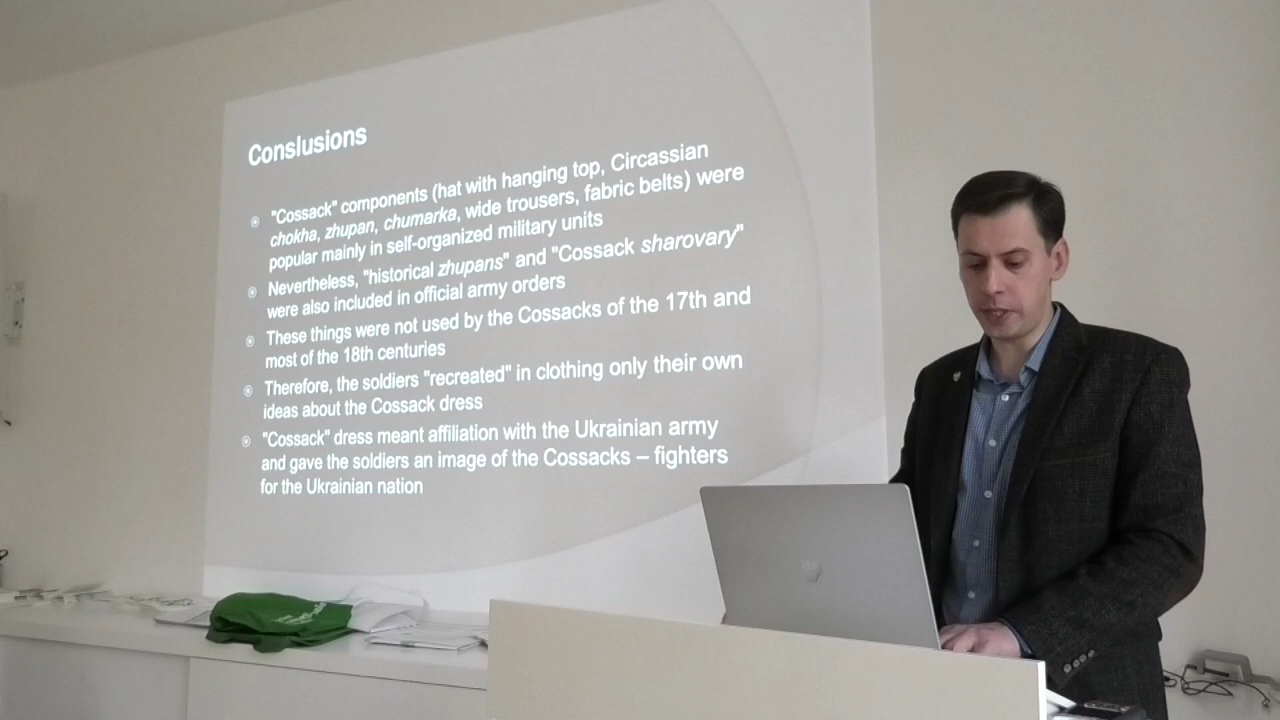 Conslusions
"Cossack" components (hat with hanging top, Circassian
chokha, zhupan, chumarka, wide trousers, fabric belts) were
popular mainly in self-organized military units
Nevertheless, "historical zhupans" and "Cossack sharovary"
were also included in official army orders
These things were not used by the Cossacks of the 17th and
most of the 18th centuries
Therefore, the soldiers "recreated" in clothing only their own
ideas about the Cossack dress
"Cossack" dress meant affiliation with the Ukrainian army
and gave the soldiers an image of the Cossacks – fighters
for the Ukrainian nation